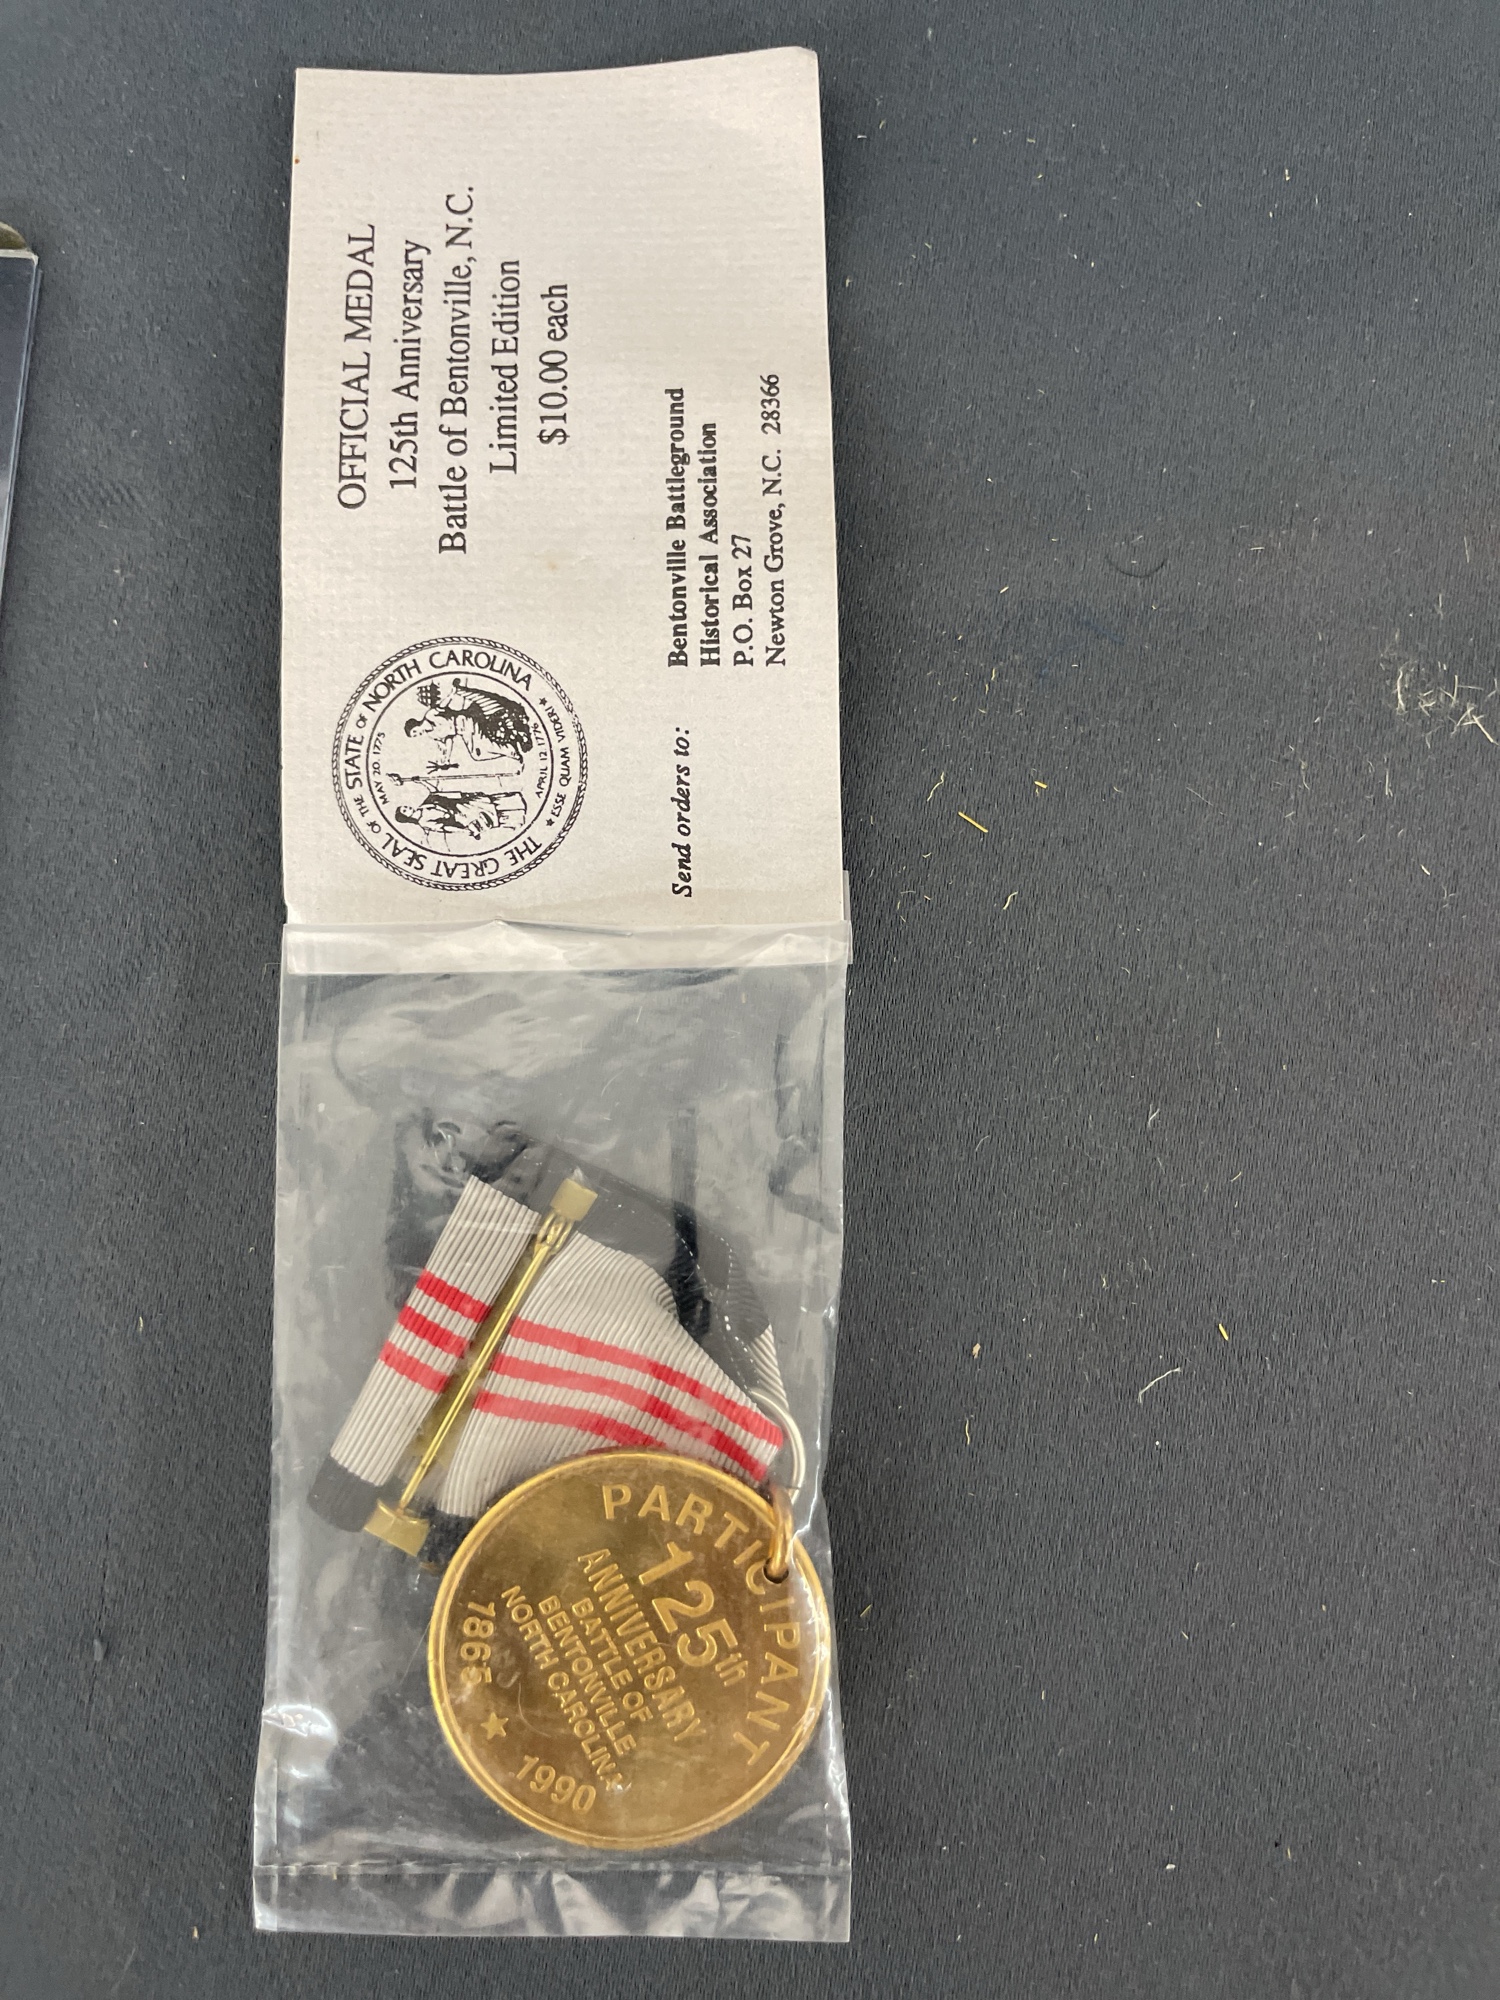 OFFICIAL MEDAL
125th Anniversary
Battle of Bentonville, N.C.
Limited Edition
$10.00 each
THE GREAT SEAL OF THE STATE OF NORTH CAROLINA
MAY 20, 1775
APRIL 12, 1776
★ ESSE QUAM VIDERI ★
Send orders to:
Bentonville Battleground
Historical Association
P.O. Box 27
Newton Grove, N.C. 28366
PARTICIPANT
125th
ANNIVERSARY
BATTLE OF
BENTONVILLE
NORTH CAROLINA
1865 ★ 1990